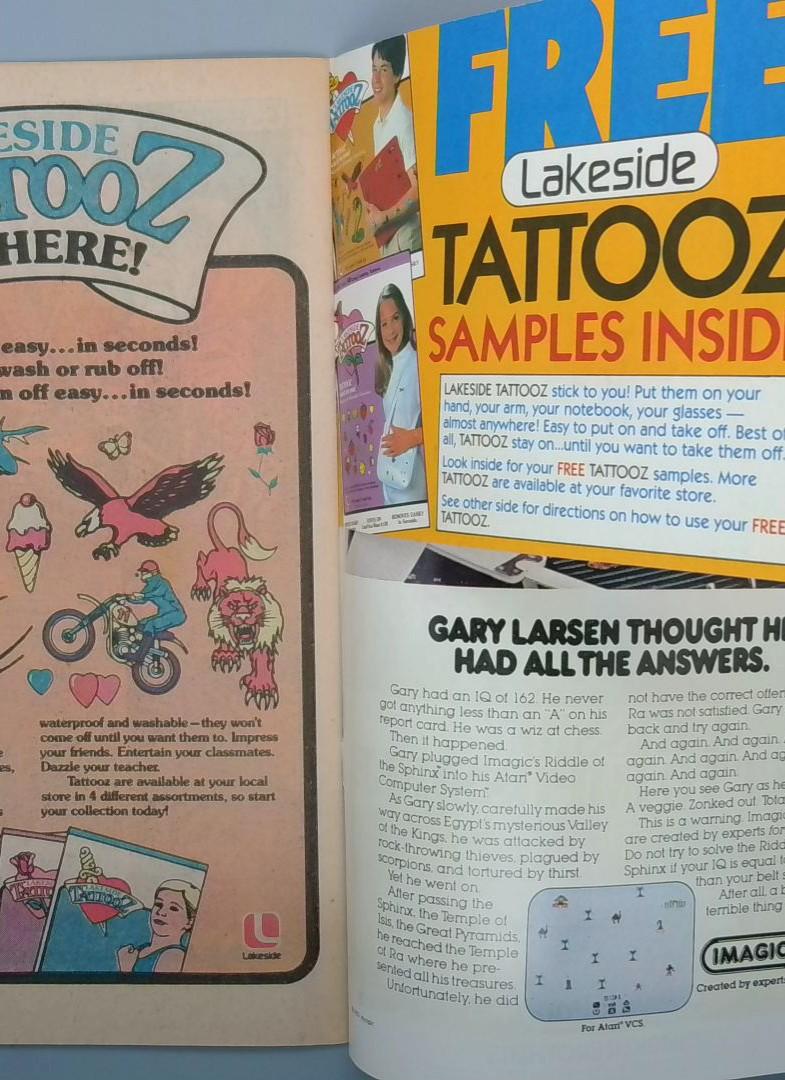 ESIDE
TOOZ
HERE!
easy...in seconds!
wash or rub off!
n off easy...in seconds!
waterproof and washable—they won't
come off until you want them to. Impress
your friends. Entertain your classmates.
Dazzle your teacher.
Tattooz are available at your local
store in 4 different assortments, so start
your collection today!
LAKESIDE
TATTOOZ
Lakeside
FREE
Lakeside
TATTOOZ
SAMPLES INSIDE
LAKESIDE TATTOOZ stick to you! Put them on your
hand, your arm, your notebook, your glasses —
almost anywhere! Easy to put on and take off. Best of
all, TATTOOZ stay on...until you want to take them off.
Look inside for your FREE TATTOOZ samples. More
TATTOOZ are available at your favorite store.
See other side for directions on how to use your FREE
TATTOOZ.
GARY LARSEN THOUGHT HE
HAD ALL THE ANSWERS.
Gary had an IQ of 162. He never
got anything less than an "A" on his
report card. He was a wiz at chess.
Then it happened.
Gary plugged Imagic's Riddle of
the Sphinx™ into his Atari® Video
Computer System™
As Gary slowly, carefully made his
way across Egypt's mysterious Valley
of the Kings, he was attacked by
rock-throwing thieves, plagued by
scorpions, and tortured by thirst.
Yet he went on.
After passing the
Sphinx, the Temple of
Isis, the Great Pyramids,
he reached the Temple
of Ra where he pre-
sented all his treasures.
Unfortunately, he did
not have the correct offer
Ra was not satisfied. Gary
back and try again.
And again. And again.
again. And again. And ag
again. And again.
Here you see Gary as he
A veggie. Zonked out. Tota
This is a warning. Imagi
are created by experts for
Do not try to solve the Ridd
Sphinx if your IQ is equal t
than your belt s
After all, a b
terrible thing
IMAGIC
Created by experts
For Atari® VCS.